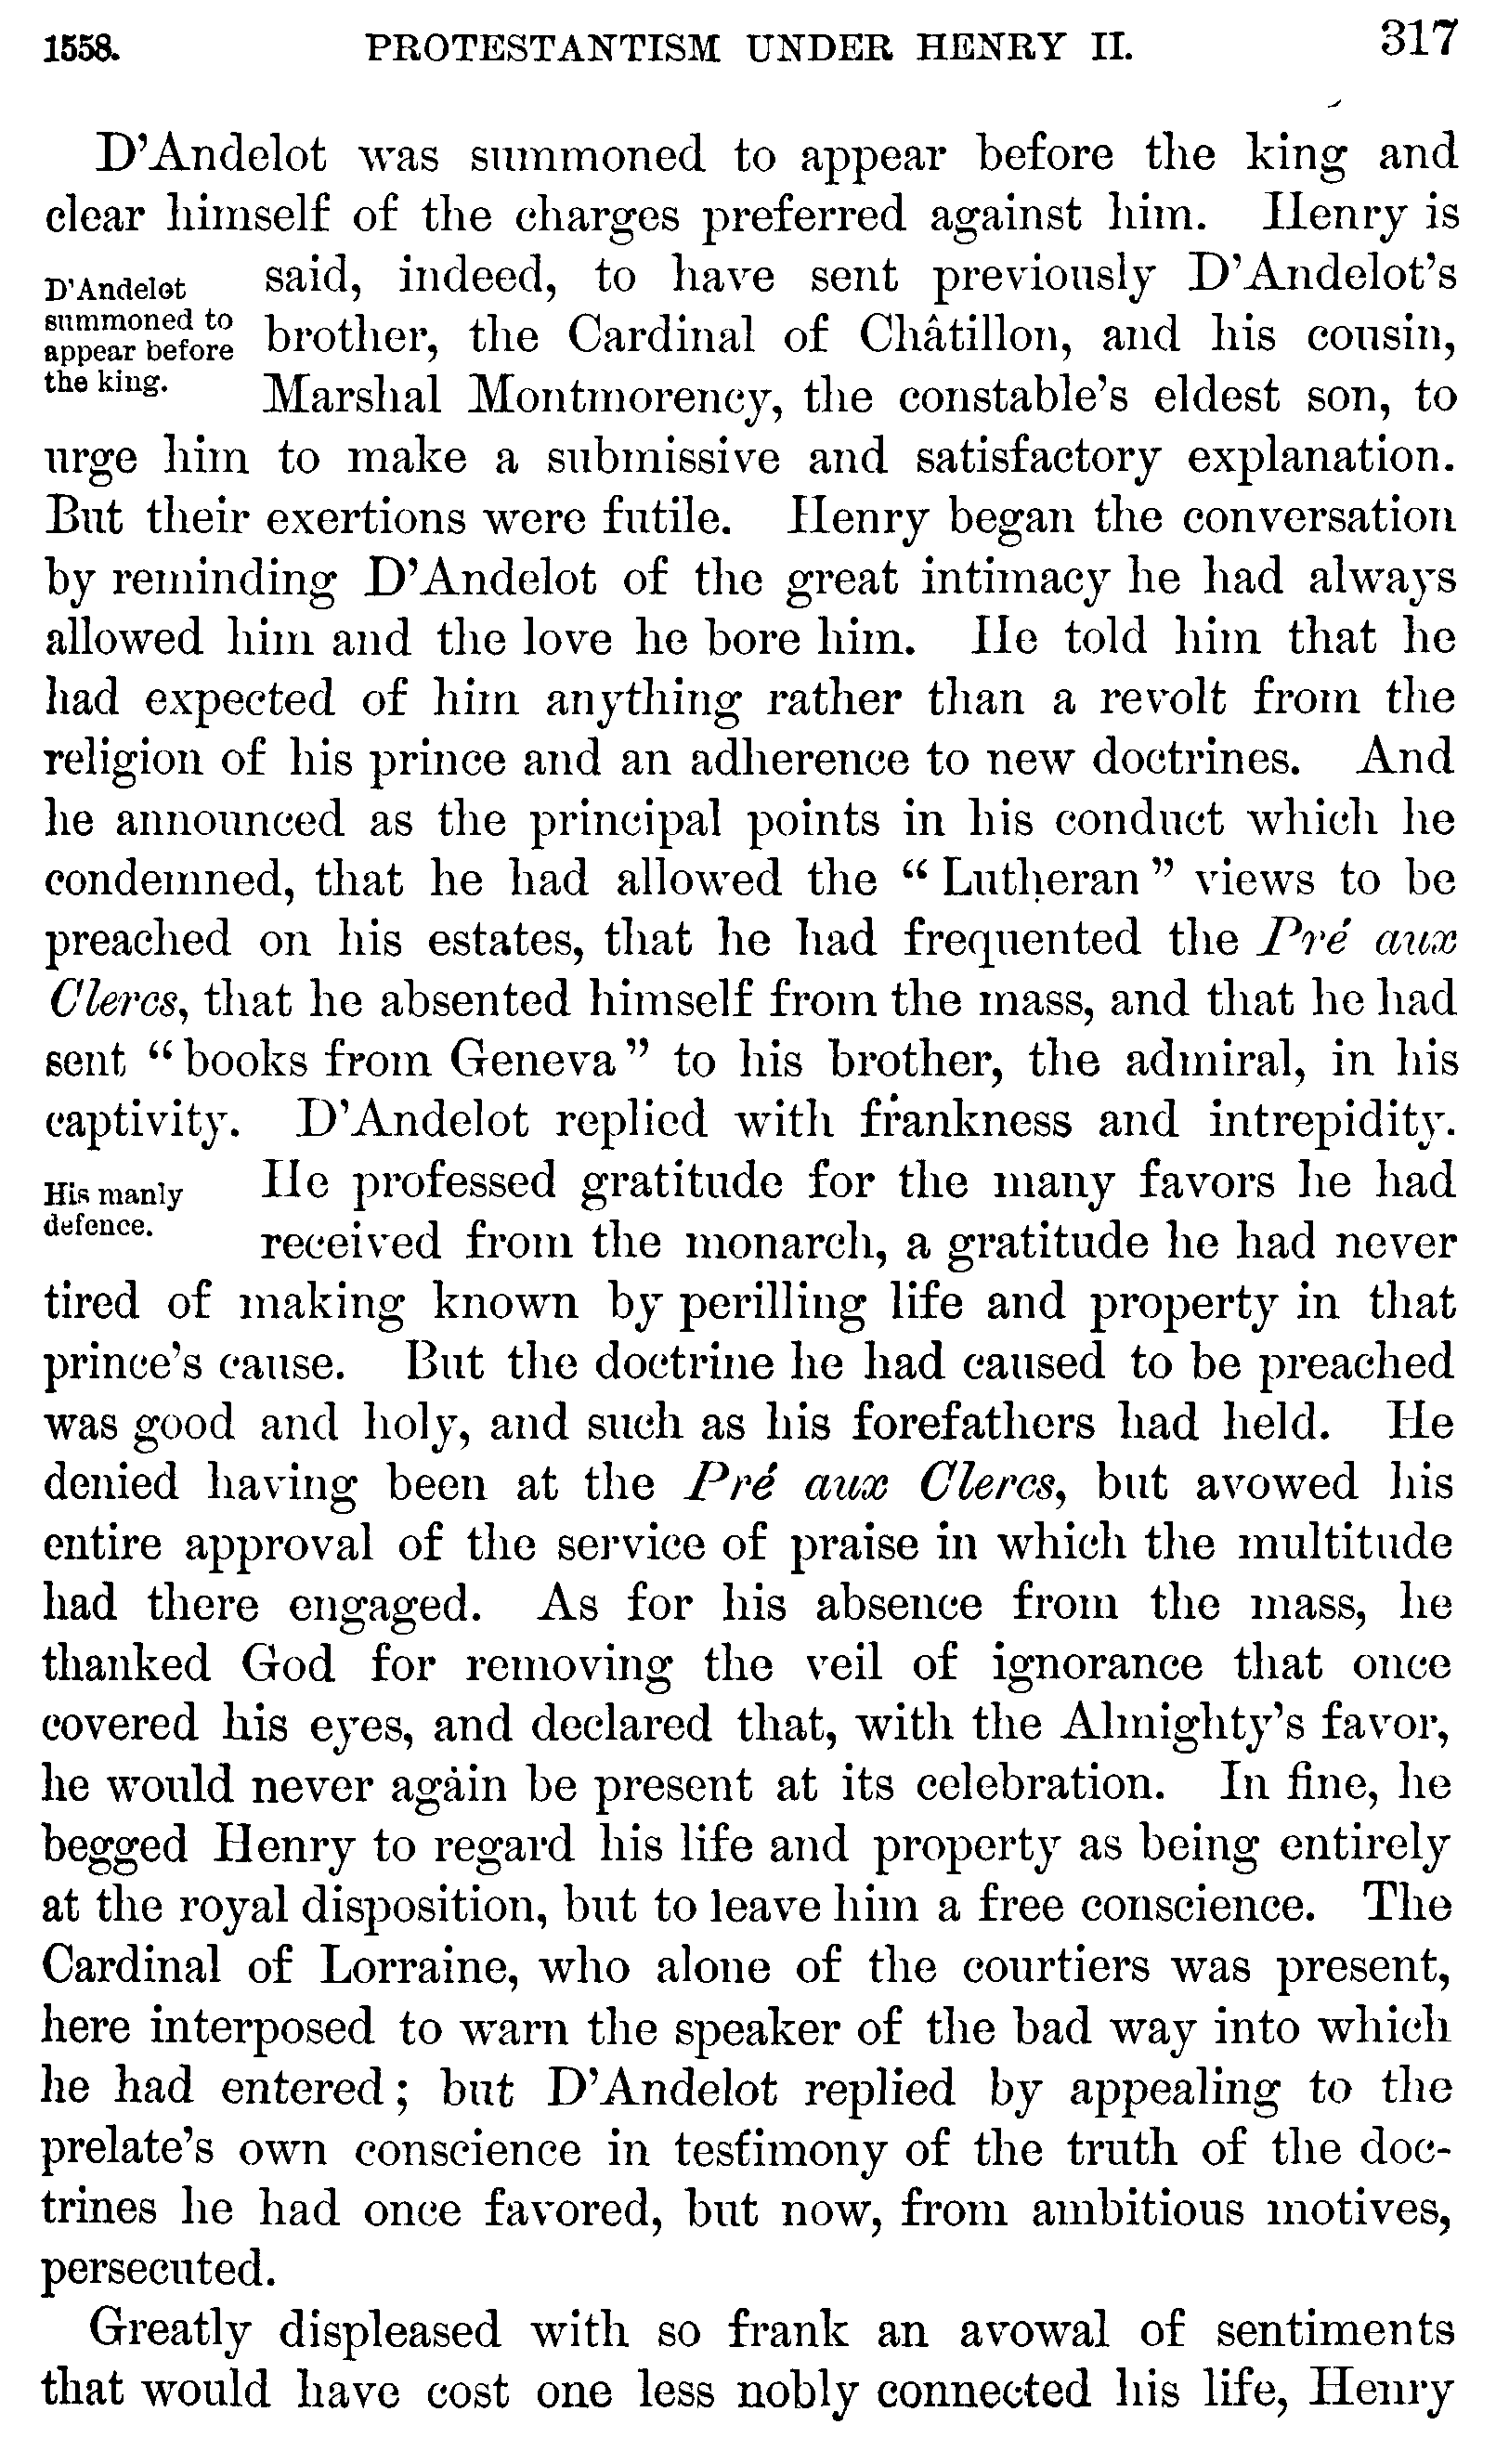 1558. PROTESTANTISM UNDER HENRY II. 317
D'Andelot was summoned to appear before the king and
clear himself of the charges preferred against him. Henry is
D'Andelot
summoned to
appear before
the king.
said, indeed, to have sent previously D'Andelot's
brother, the Cardinal of Châtillon, and his cousin,
Marshal Montmorency, the constable's eldest son, to
urge him to make a submissive and satisfactory explanation.
But their exertions were futile. Henry began the conversation
by reminding D'Andelot of the great intimacy he had always
allowed him and the love he bore him. He told him that he
had expected of him anything rather than a revolt from the
religion of his prince and an adherence to new doctrines. And
he announced as the principal points in his conduct which he
condemned, that he had allowed the “Lutheran” views to be
preached on his estates, that he had frequented the Pré aux
Clercs, that he absented himself from the mass, and that he had
sent “books from Geneva” to his brother, the admiral, in his
captivity. D'Andelot replied with frankness and intrepidity.
His manly
defence.
He professed gratitude for the many favors he had
received from the monarch, a gratitude he had never
tired of making known by perilling life and property in that
prince's cause. But the doctrine he had caused to be preached
was good and holy, and such as his forefathers had held. He
denied having been at the Pré aux Clercs, but avowed his
entire approval of the service of praise in which the multitude
had there engaged. As for his absence from the mass, he
thanked God for removing the veil of ignorance that once
covered his eyes, and declared that, with the Almighty's favor,
he would never again be present at its celebration. In fine, he
begged Henry to regard his life and property as being entirely
at the royal disposition, but to leave him a free conscience. The
Cardinal of Lorraine, who alone of the courtiers was present,
here interposed to warn the speaker of the bad way into which
he had entered; but D'Andelot replied by appealing to the
prelate's own conscience in testimony of the truth of the doc-
trines he had once favored, but now, from ambitious motives,
persecuted.
Greatly displeased with so frank an avowal of sentiments
that would have cost one less nobly connected his life, Henry